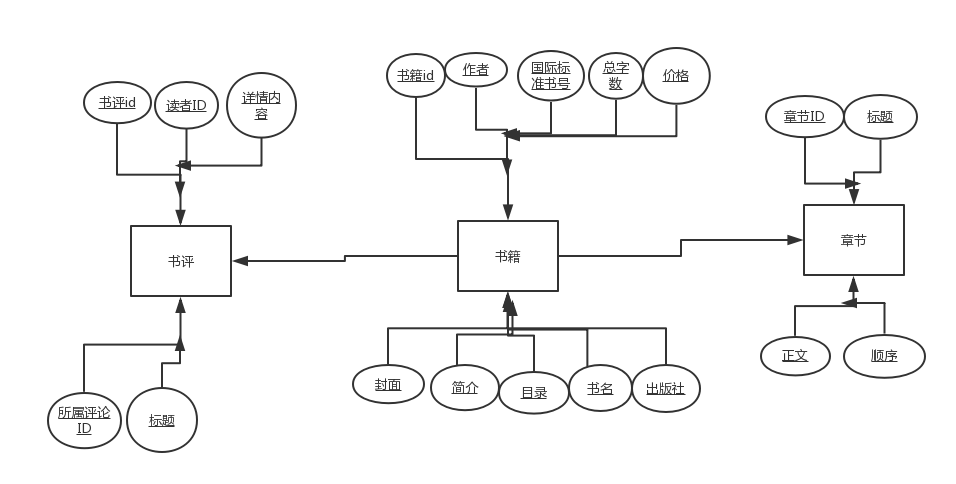 书评id
读者ID
详情内
容
书籍id
作者
国际标
准书号
总字
数
价格
章节ID
标题
书评
书籍
章节
所属评论
ID
标题
封面
简介
目录
书名
出版社
正文
顺序